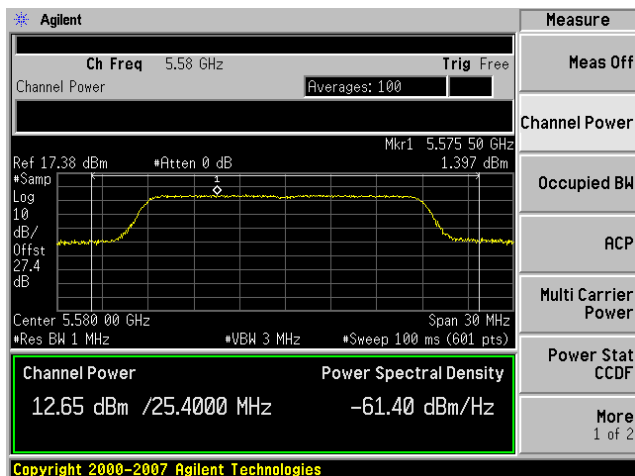 Agilent
Measure
Ch Freq 5.58 GHz Trig Free
Channel Power Averages: 100
Meas Off
Channel Power
Mkr1 5.575 50 GHz
Ref 17.38 dBm #Atten 0 dB 1.397 dBm
#Samp
Log
10
dB/
Offst
27.4
dB
1
Occupied BW
ACP
Multi Carrier
Power
Center 5.580 00 GHz Span 30 MHz
#Res BW 1 MHz #VBW 3 MHz #Sweep 100 ms (601 pts)
Power Stat
CCDF
Channel Power Power Spectral Density
12.65 dBm /25.4000 MHz -61.40 dBm/Hz
More
1 of 2
Copyright 2000-2007 Agilent Technologies